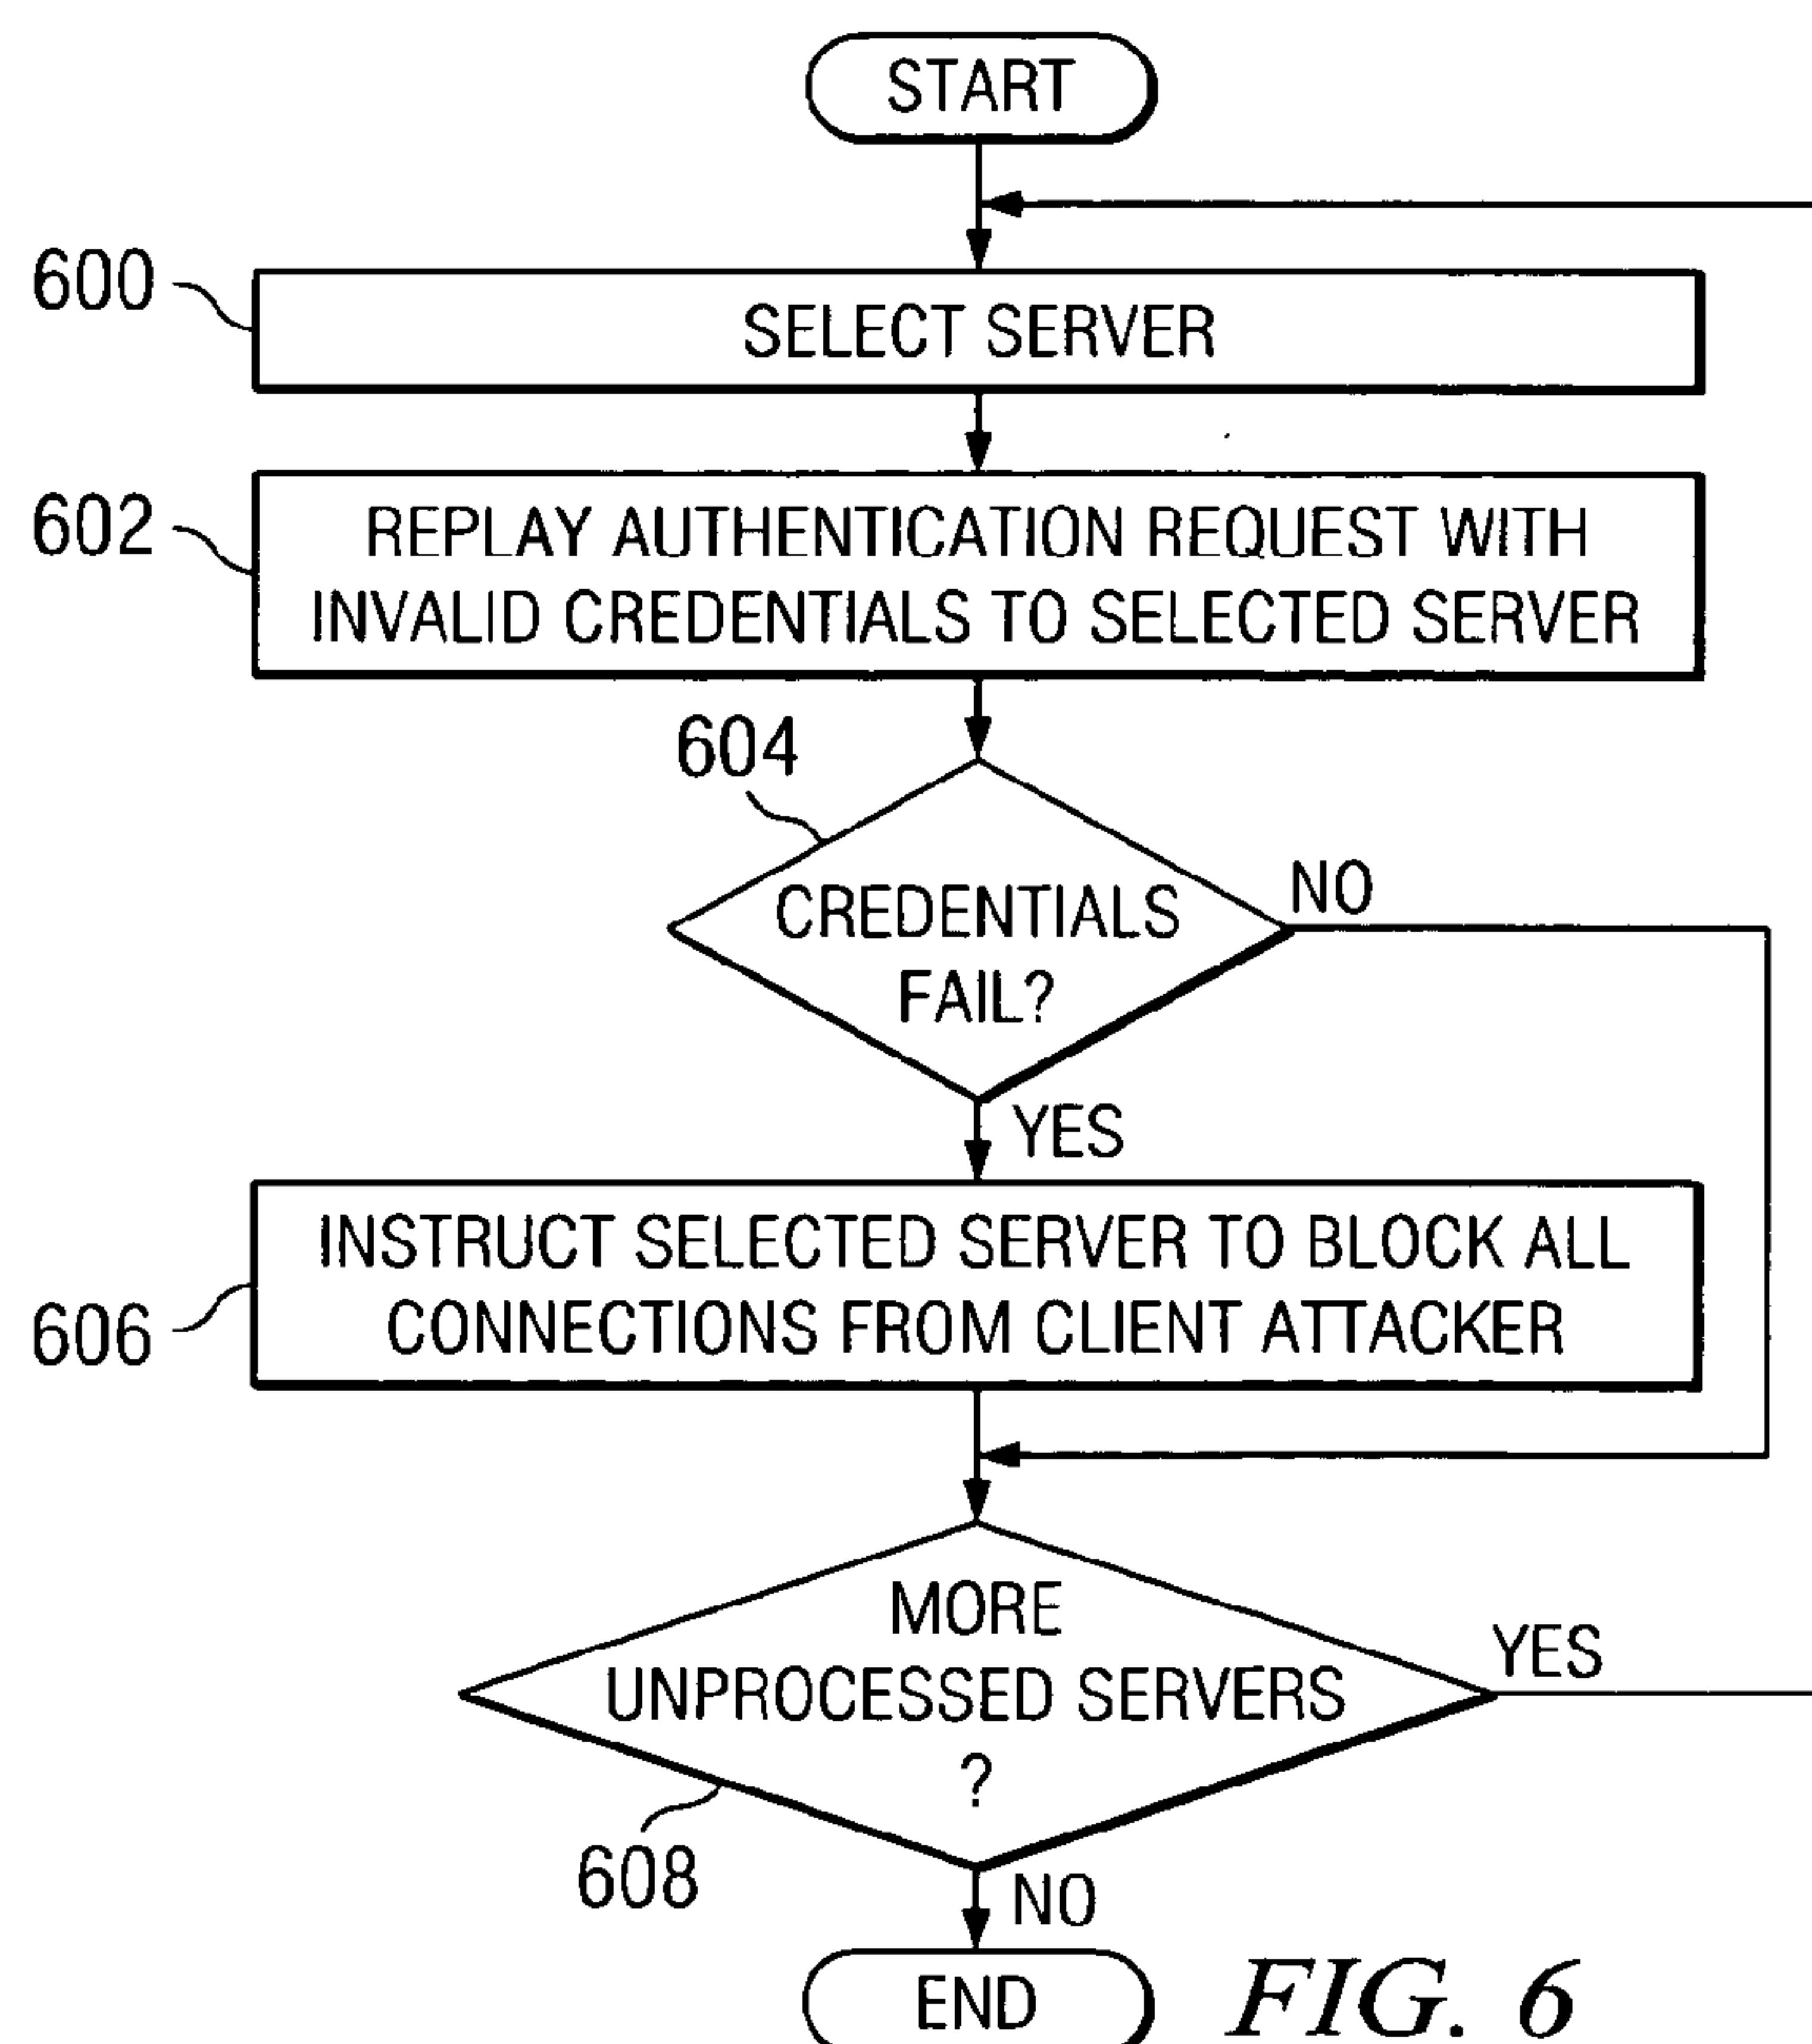 START
600
SELECT SERVER
602
REPLAY AUTHENTICATION REQUEST WITH
INVALID CREDENTIALS TO SELECTED SERVER
604
CREDENTIALS
FAIL?
NO
YES
606
INSTRUCT SELECTED SERVER TO BLOCK ALL
CONNECTIONS FROM CLIENT ATTACKER
MORE
UNPROCESSED SERVERS
?
YES
608
NO
END
FIG. 6